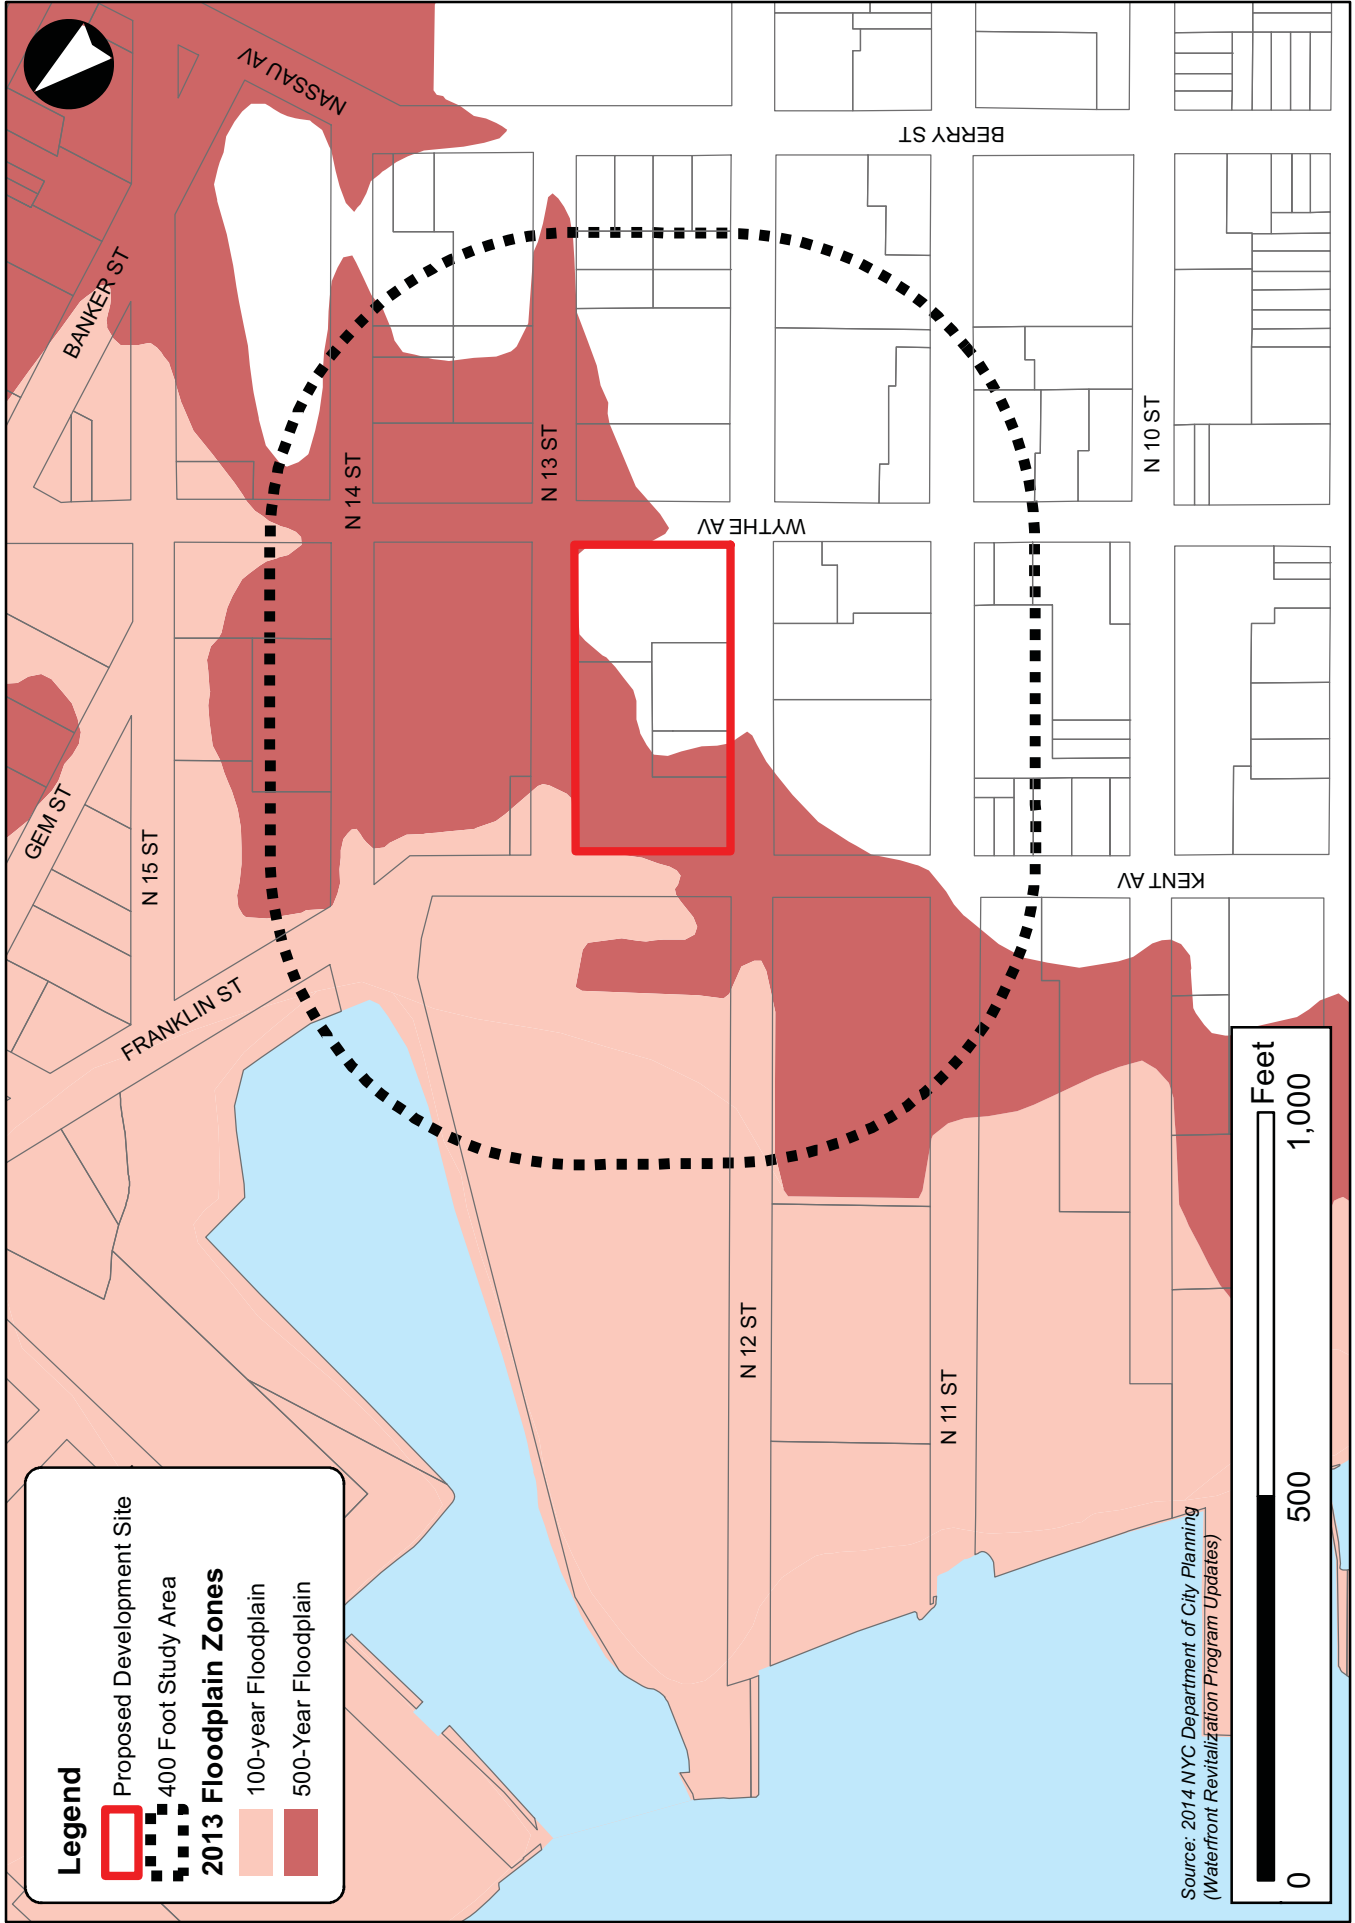 Legend
Proposed Development Site
400 Foot Study Area
2013 Floodplain Zones
100-year Floodplain
500-Year Floodplain
NASSAU AV
BANKER ST
GEM ST
N 15 ST
FRANKLIN ST
N 14 ST
N 13 ST
BERRY ST
WYTHE AV
N 12 ST
N 11 ST
N 10 ST
KENT AV
Source: 2014 NYC Department of City Planning
(Waterfront Revitalization Program Updates)
Feet
0 500 1,000